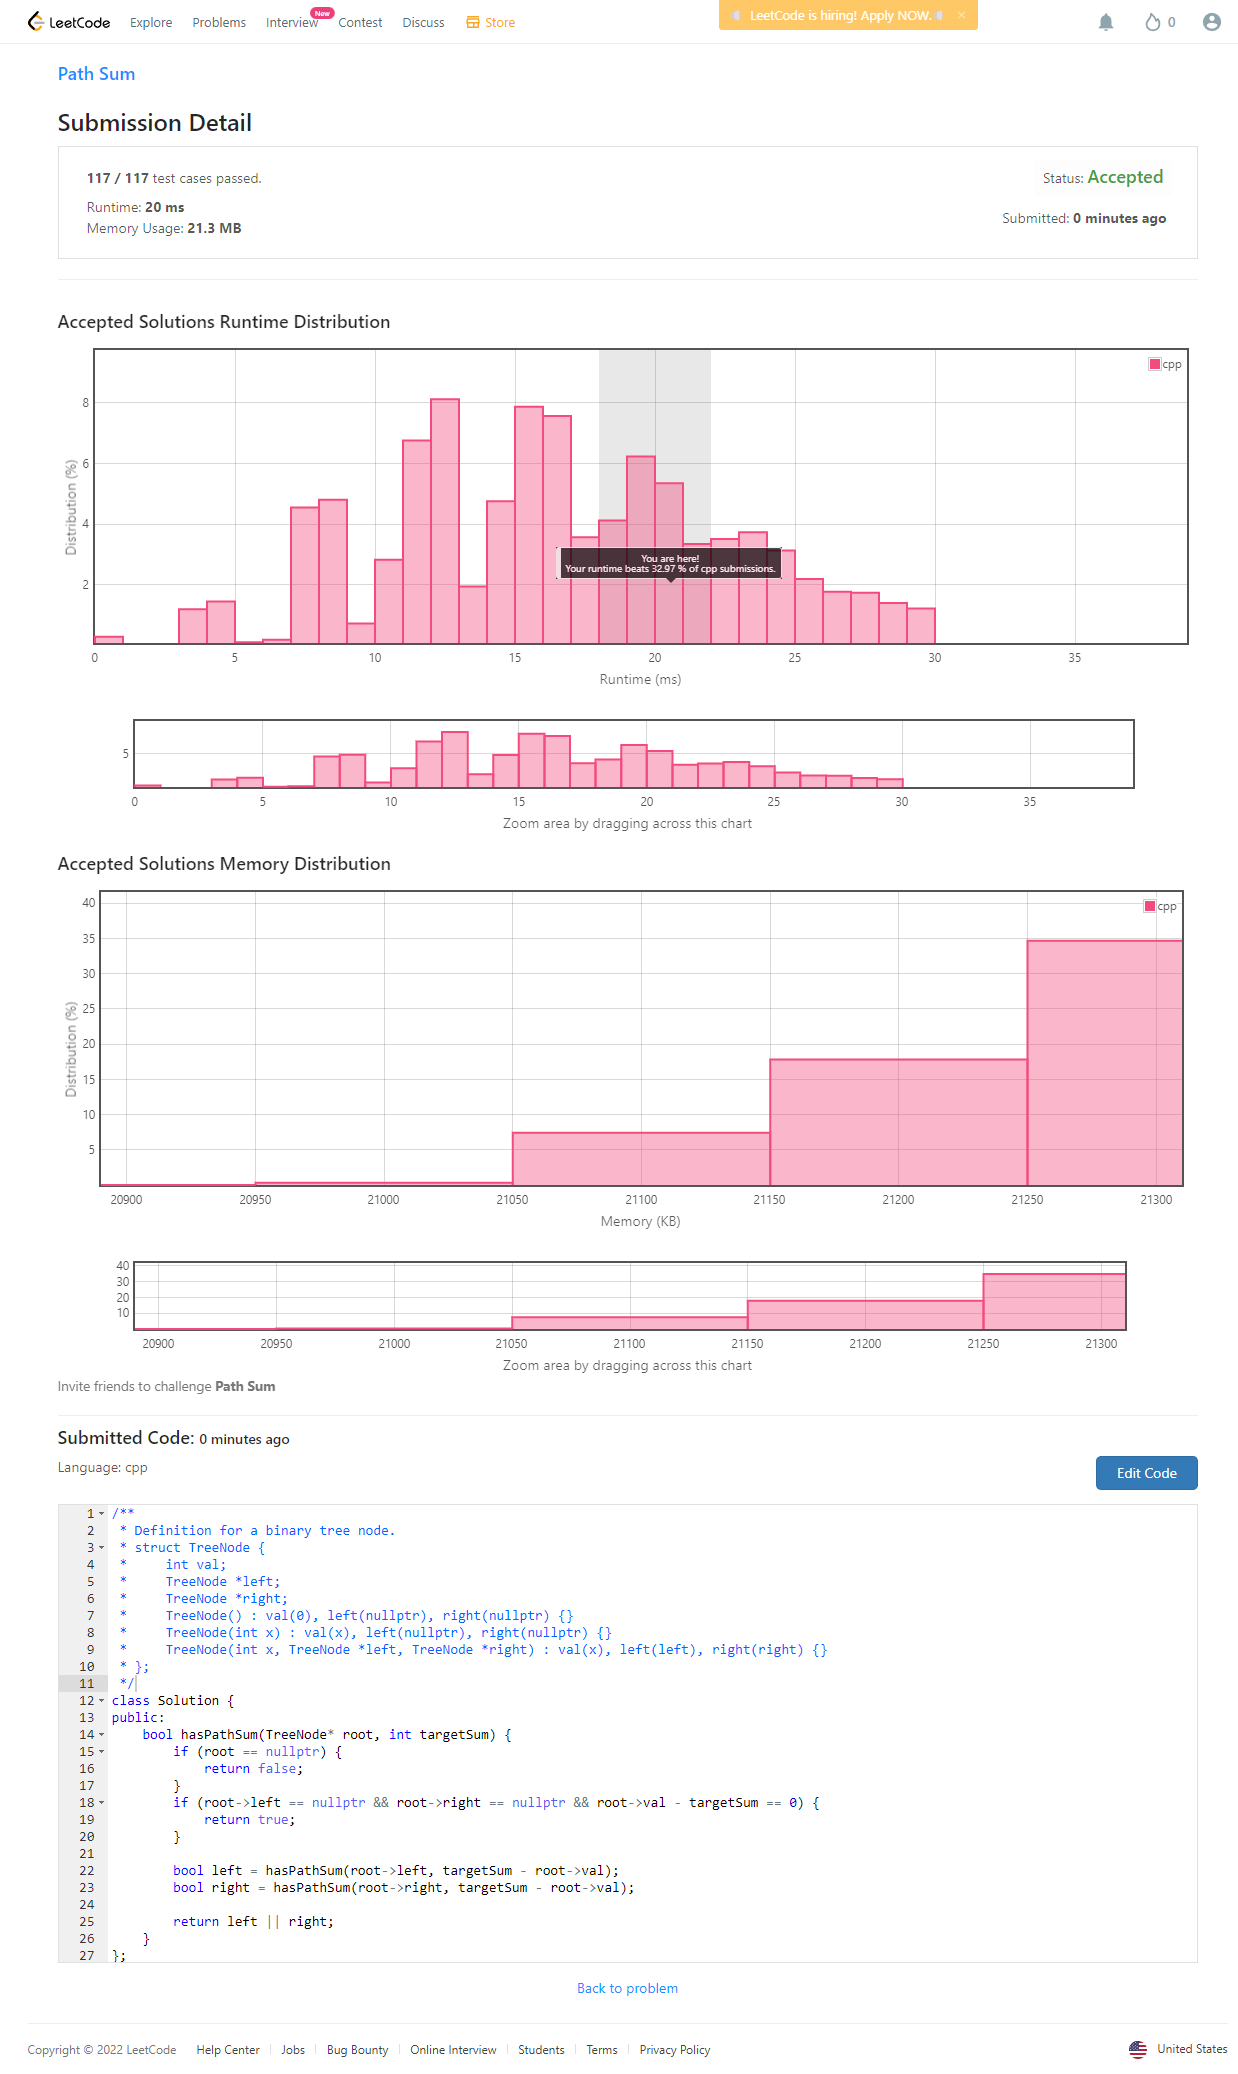 LeetCode Explore Problems Interview New Contest Discuss Store LeetCode is hiring! Apply NOW. × 0
Path Sum
Submission Detail
117 / 117 test cases passed.
Status: Accepted
Runtime: 20 ms
Submitted: 0 minutes ago
Memory Usage: 21.3 MB
Accepted Solutions Runtime Distribution
cpp
8
6
4
2
Distribution (%)
You are here!
Your runtime beats 32.97 % of cpp submissions.
0 5 10 15 20 25 30 35
Runtime (ms)
5
0 5 10 15 20 25 30 35
Zoom area by dragging across this chart
Accepted Solutions Memory Distribution
cpp
40
35
30
25
20
15
10
5
Distribution (%)
20900 20950 21000 21050 21100 21150 21200 21250 21300
Memory (KB)
40
30
20
10
20900 20950 21000 21050 21100 21150 21200 21250 21300
Zoom area by dragging across this chart
Invite friends to challenge Path Sum
Submitted Code: 0 minutes ago
Language: cpp
Edit Code
1 /**
2  * Definition for a binary tree node.
3  * struct TreeNode {
4  *     int val;
5  *     TreeNode *left;
6  *     TreeNode *right;
7  *     TreeNode() : val(0), left(nullptr), right(nullptr) {}
8  *     TreeNode(int x) : val(x), left(nullptr), right(nullptr) {}
9  *     TreeNode(int x, TreeNode *left, TreeNode *right) : val(x), left(left), right(right) {}
10  * };
11  */
12 class Solution {
13 public:
14     bool hasPathSum(TreeNode* root, int targetSum) {
15         if (root == nullptr) {
16             return false;
17         }
18         if (root->left == nullptr && root->right == nullptr && root->val - targetSum == 0) {
19             return true;
20         }
21
22         bool left = hasPathSum(root->left, targetSum - root->val);
23         bool right = hasPathSum(root->right, targetSum - root->val);
24
25         return left || right;
26     }
27 };
Back to problem
Copyright © 2022 LeetCode Help Center Jobs Bug Bounty Online Interview Students Terms Privacy Policy United States